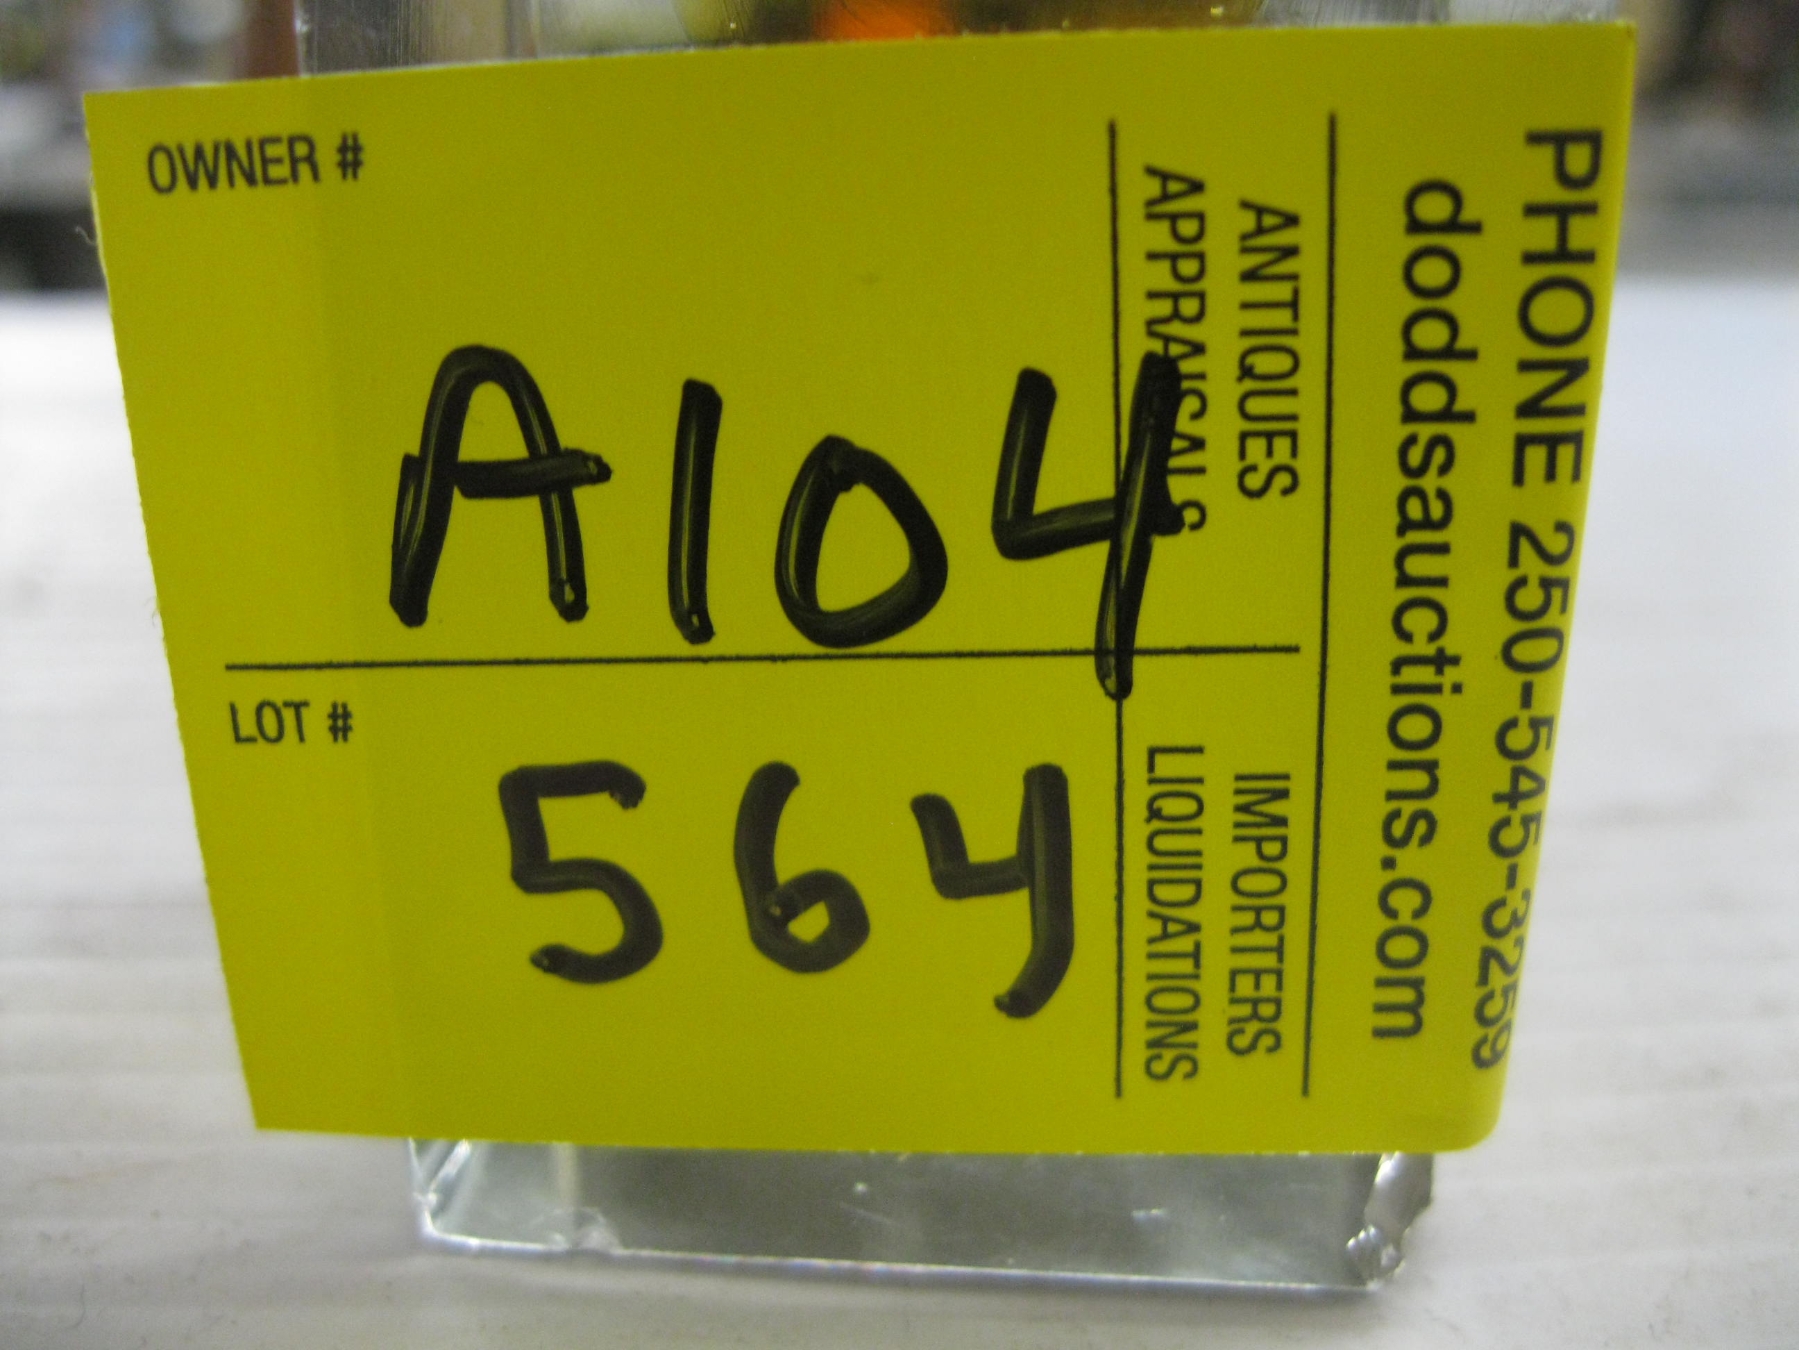 OWNER #
A104
LOT #
564
PHONE 250-545-3259
doddsauctions.com
ANTIQUES
APPRAISALS
IMPORTERS
LIQUIDATIONS